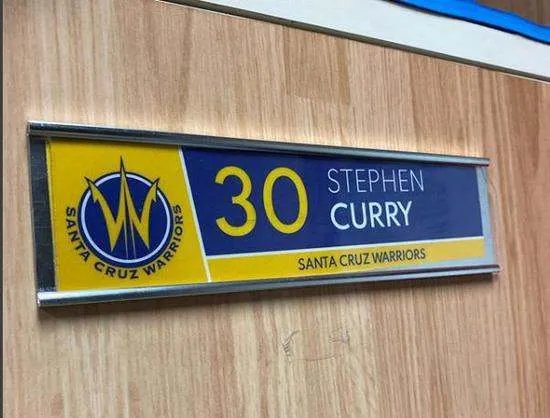 SANTA CRUZ WARRIORS
30
STEPHEN
CURRY
SANTA CRUZ WARRIORS